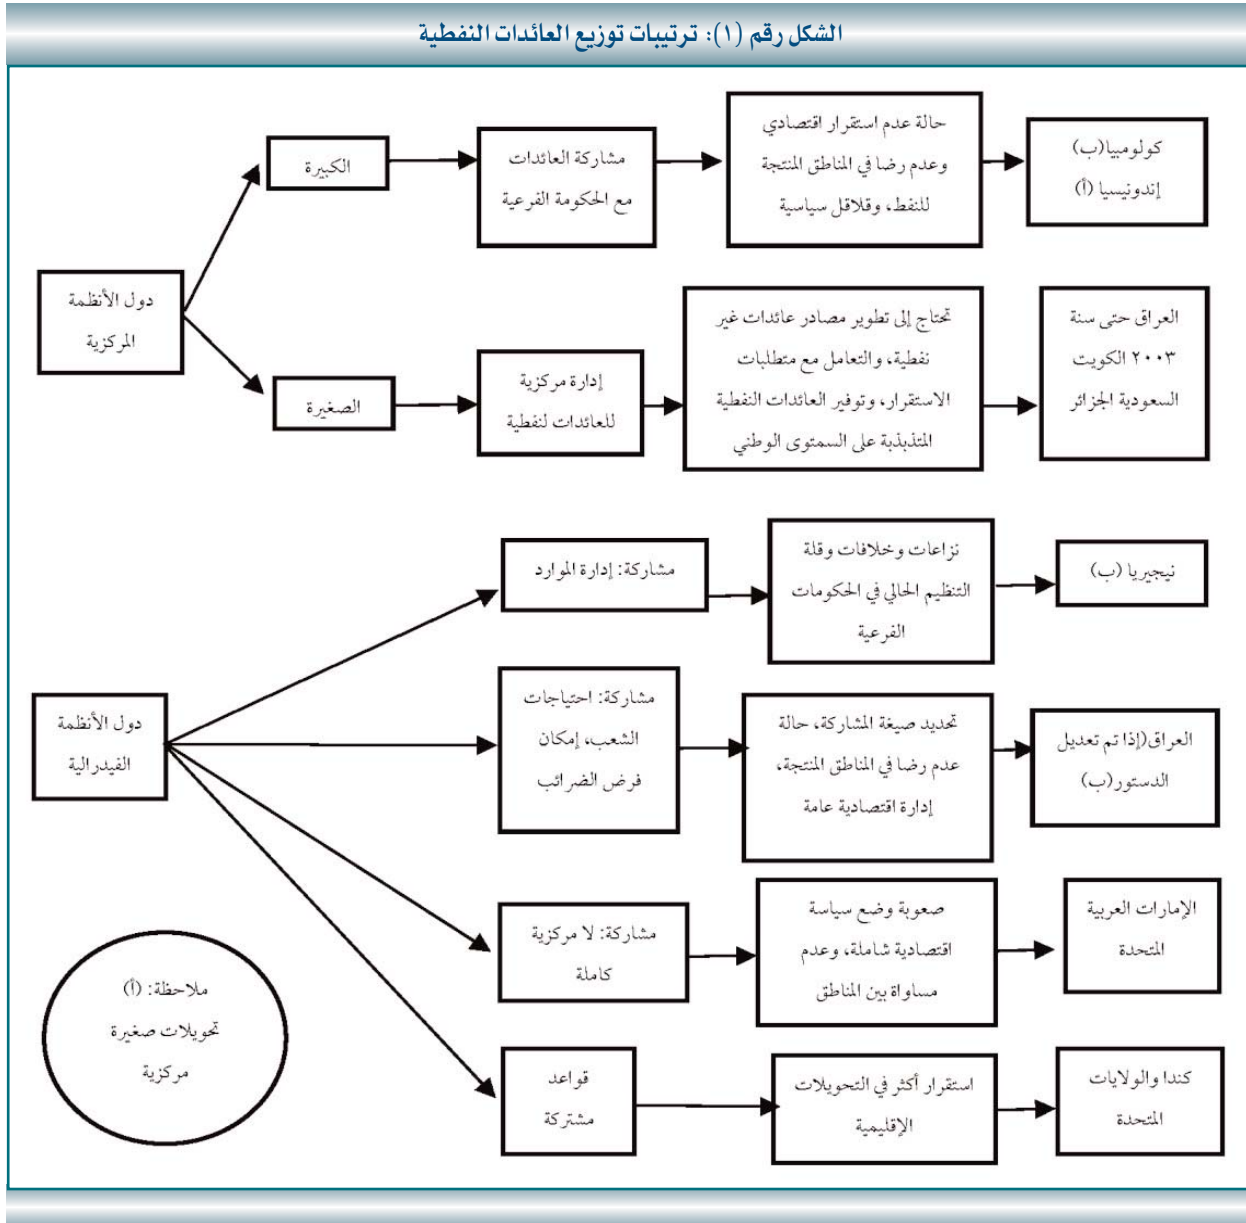 الشكل رقم (١): ترتيبات توزيع العائدات النفطية
دول الأنظمة
المركزية
الكبيرة
مشاركة العائدات
مع الحكومة الفرعية
حالة عدم استقرار اقتصادي
وعدم رضا في المناطق المنتجة
للنفط، وقلاقل سياسية
كولومبيا(ب)
إندونيسيا (أ)
الصغيرة
إدارة مركزية
للعائدات لنفطية
تحتاج إلى تطوير مصادر عائدات غير
نفطية، والتعامل مع متطلبات
الاستقرار، وتوفير العائدات النفطية
المتذبذبة على السمتوى الوطني
العراق حتى سنة
٢٠٠٣ الكويت
السعودية الجزائر
دول الأنظمة
الفيدرالية
مشاركة: إدارة الموارد
نزاعات وخلافات وقلة
التنظيم الحالي في الحكومات
الفرعية
نيجيريا (ب)
مشاركة: احتياجات
الشعب، إمكان
فرض الضرائب
تحديد صيغة المشاركة، حالة
عدم رضا في المناطق المنتجة،
إدارة اقتصادية عامة
العراق(إذا تم تعديل
الدستور(ب)
مشاركة: لا مركزية
كاملة
صعوبة وضع سياسة
اقتصادية شاملة، وعدم
مساواة بين المناطق
الإمارات العربية
المتحدة
قواعد
مشتركة
استقرار أكثر في التحويلات
الإقليمية
كندا والولايات
المتحدة
ملاحظة: (أ)
تحويلات صغيرة
مركزية